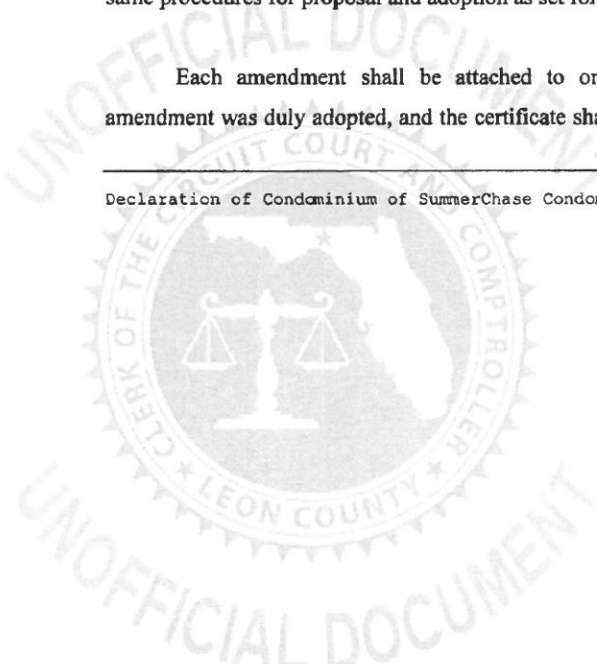 same procedures for proposal and adoption as set for
UNOFFICIAL DOCUMENT
Each amendment shall be attached to or
amendment was duly adopted, and the certificate sha
CLERK OF THE CIRCUIT COURT AND COMPTROLLER
Declaration of Condominium of SummerChase Condo
LEON COUNTY
UNOFFICIAL DOCUMENT